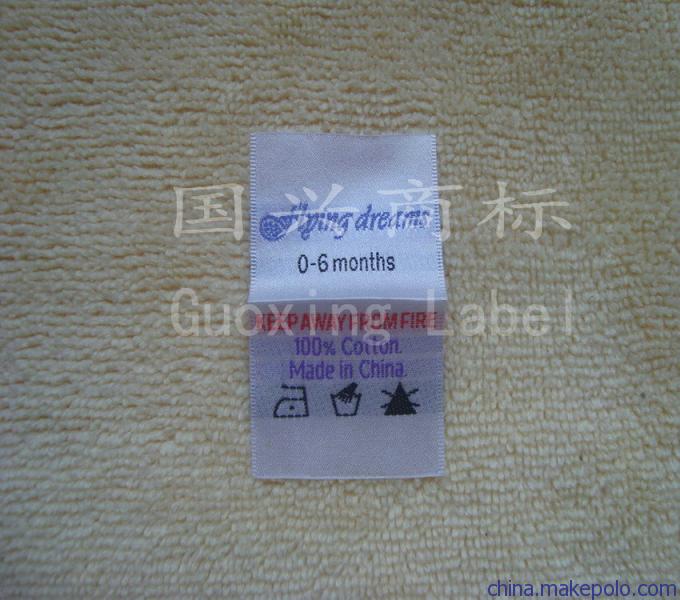 国兴商标
flying dreams
0-6 months
Guoxing Label
KEEP AWAY FROM FIRE
100% Cotton.
Made in China.
china.makepolo.com